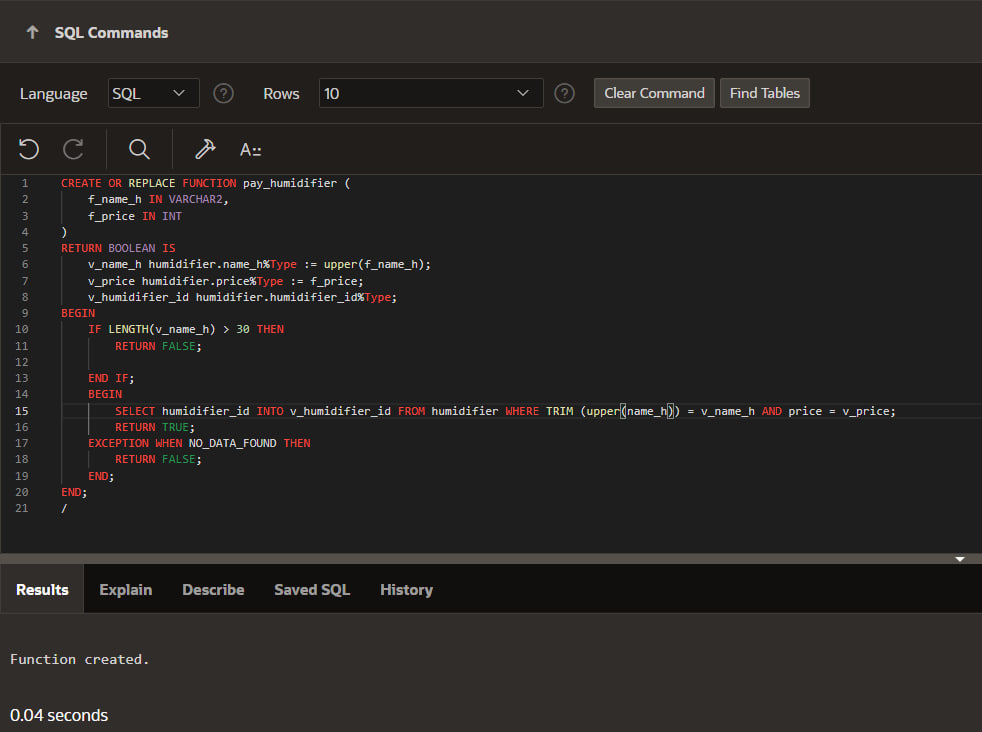 SQL Commands
Language SQL ? Rows 10 ? Clear Command Find Tables
A::
1 CREATE OR REPLACE FUNCTION pay_humidifier (
2 f_name_h IN VARCHAR2,
3 f_price IN INT
4 )
5 RETURN BOOLEAN IS
6 v_name_h humidifier.name_h%Type := upper(f_name_h);
7 v_price humidifier.price%Type := f_price;
8 v_humidifier_id humidifier.humidifier_id%Type;
9 BEGIN
10 IF LENGTH(v_name_h) > 30 THEN
11 RETURN FALSE;
12
13 END IF;
14 BEGIN
15 SELECT humidifier_id INTO v_humidifier_id FROM humidifier WHERE TRIM (upper(name_h)) = v_name_h AND price = v_price;
16 RETURN TRUE;
17 EXCEPTION WHEN NO_DATA_FOUND THEN
18 RETURN FALSE;
19 END;
20 END;
21 /
Results Explain Describe Saved SQL History
Function created.
0.04 seconds